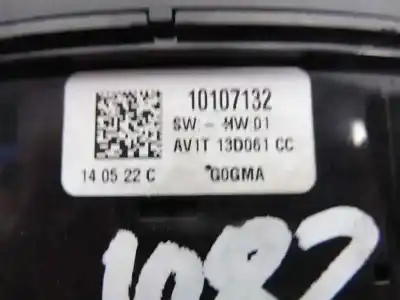 10107132
SW - HW 01
AV1T 13D061 CC
14 05 22 C *G0GMA
1082